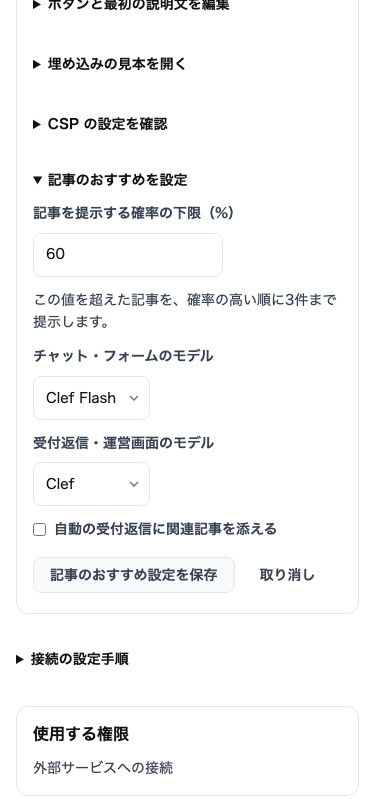 ▶ ボタンと最初の説明文を編集
▶ 埋め込みの見本を開く
▶ CSP の設定を確認
▼ 記事のおすすめを設定
記事を提示する確率の下限（%）
60
この値を超えた記事を、確率の高い順に3件まで
提示します。
チャット・フォームのモデル
Clef Flash
受付返信・運営画面のモデル
Clef
自動の受付返信に関連記事を添える
記事のおすすめ設定を保存 取り消し
▶ 接続の設定手順
使用する権限
外部サービスへの接続